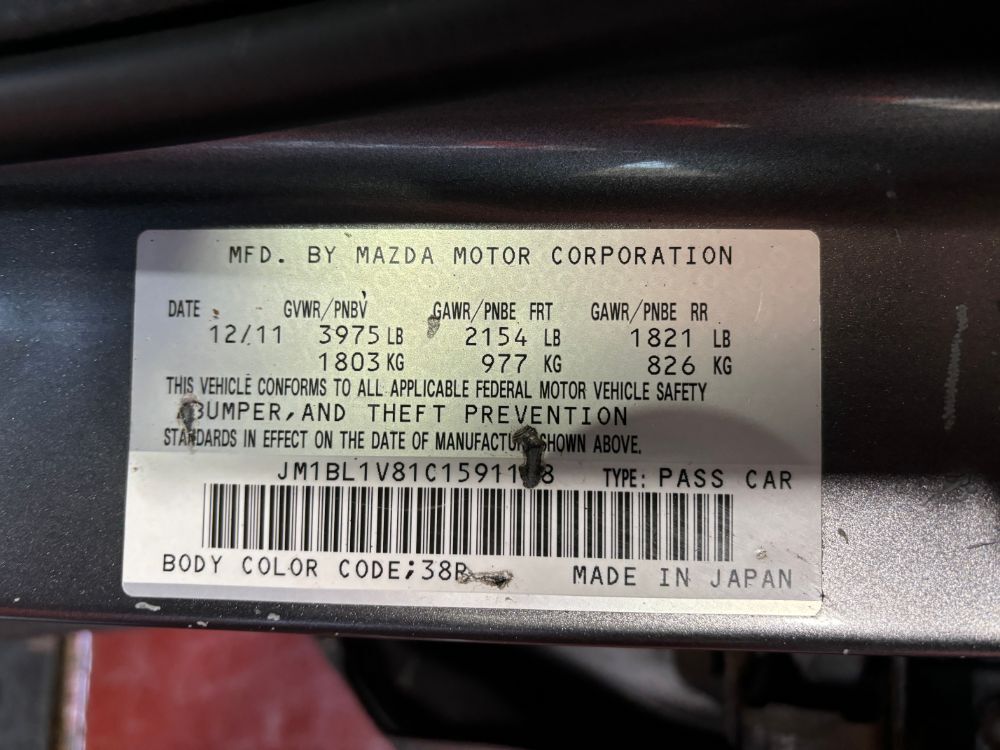 MFD. BY MAZDA MOTOR CORPORATION
DATE GVWR/PNBV GAWR/PNBE FRT GAWR/PNBE RR
12/11 3975 LB 2154 LB 1821 LB
1803 KG 977 KG 826 KG
THIS VEHICLE CONFORMS TO ALL APPLICABLE FEDERAL MOTOR VEHICLE SAFETY
BUMPER,AND THEFT PREVENTION
STANDARDS IN EFFECT ON THE DATE OF MANUFACTURE SHOWN ABOVE.
TYPE: PASS CAR
BODY COLOR CODE;
MADE IN JAPAN